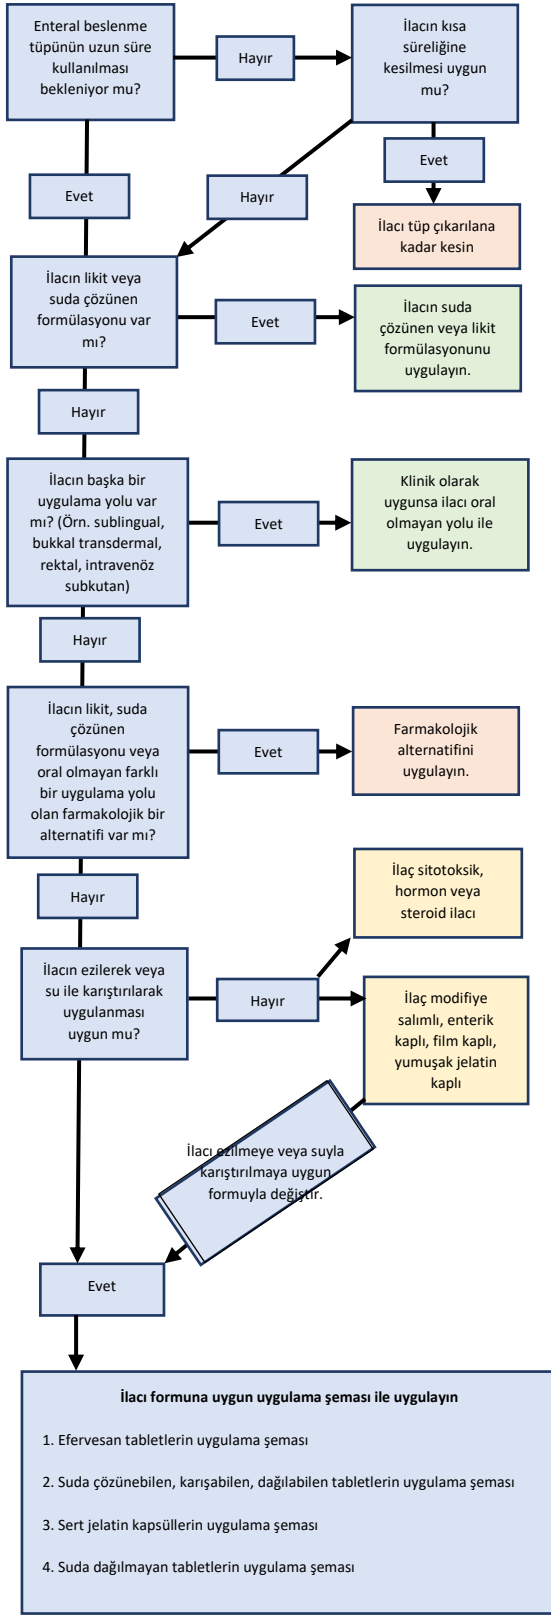 Enteral beslenme
tüpünün uzun süre
kullanılması
bekleniyor mu?
Hayır
İlacın kısa
süreliğine
kesilmesi uygun
mu?
Evet
Hayır
Evet
İlacı tüp çıkarılana
kadar kesin
İlacın likit veya
suda çözünen
formülasyonu var
mı?
Evet
İlacın suda
çözünen veya likit
formülasyonunu
uygulayın.
Hayır
İlacın başka bir
uygulama yolu var
mı? (Örn. sublingual,
bukkal transdermal,
rektal, intravenöz
subkutan)
Evet
Klinik olarak
uygunsa ilacı oral
olmayan yolu ile
uygulayın.
Hayır
İlacın likit, suda
çözünen
formülasyonu veya
oral olmayan farklı
bir uygulama yolu
olan farmakolojik bir
alternatifi var mı?
Evet
Farmakolojik
alternatifini
uygulayın.
Hayır
İlacın ezilerek veya
su ile karıştırılarak
uygulanması
uygun mu?
Hayır
İlaç sitotoksik,
hormon veya
steroid ilacı
İlaç modifiye
salımlı, enterik
kaplı, film kaplı,
yumuşak jelatin
kaplı
İlacı ezilmeye veya suyla
karıştırılmaya uygun
formuyla değiştir.
Evet
İlacı formuna uygun uygulama şeması ile uygulayın
1. Efervesan tabletlerin uygulama şeması
2. Suda çözünebilen, karışabilen, dağılabilen tabletlerin uygulama şeması
3. Sert jelatin kapsüllerin uygulama şeması
4. Suda dağılmayan tabletlerin uygulama şeması